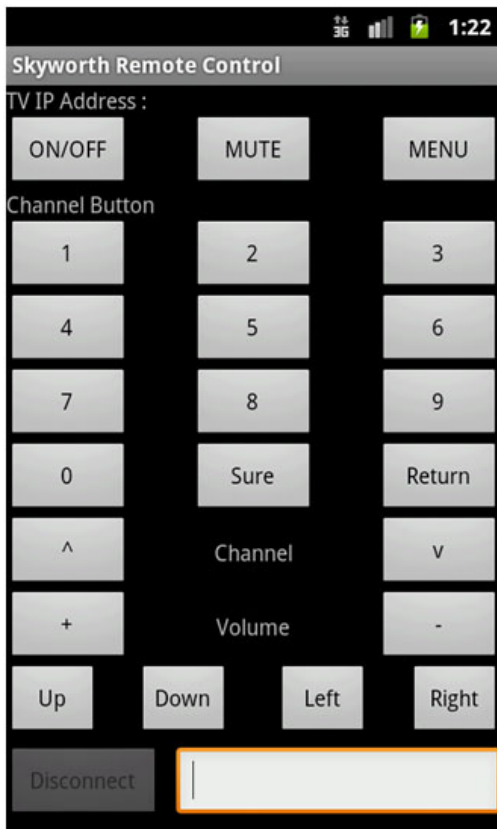 3G 1:22
Skyworth Remote Control
TV IP Address :
ON/OFF MUTE MENU
Channel Button
1 2 3
4 5 6
7 8 9
0 Sure Return
^ Channel v
+ Volume -
Up Down Left Right
Disconnect